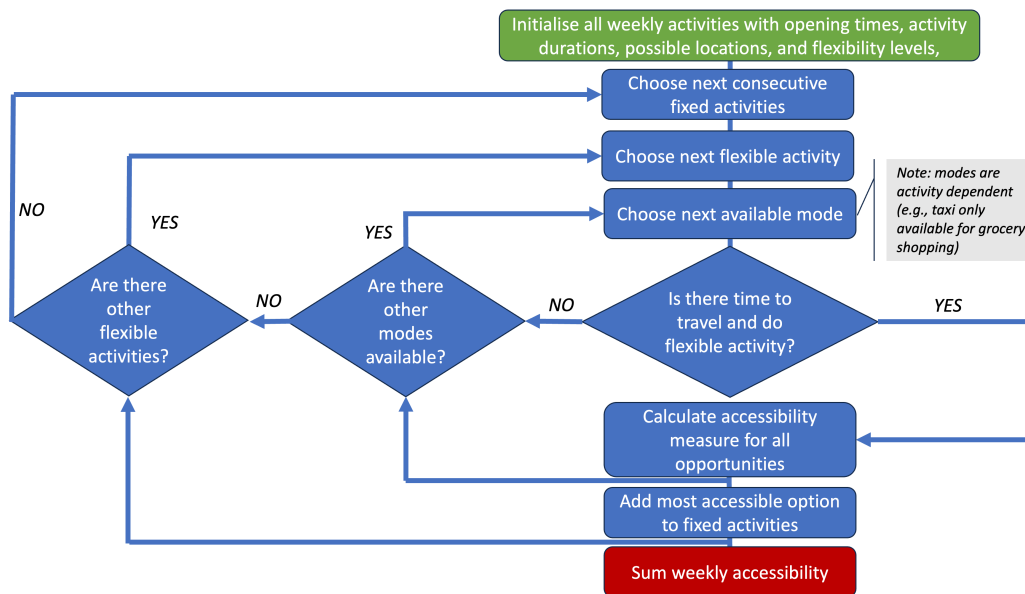 Initialise all weekly activities with opening times, activity
durations, possible locations, and flexibility levels,
Choose next consecutive
fixed activities
Choose next flexible activity
Choose next available mode
Note: modes are
activity dependent
(e.g., taxi only
available for grocery
shopping)
NO
YES
YES
Are there
other
flexible
activities?
NO
Are there
other
modes
available?
NO
Is there time to
travel and do
flexible activity?
YES
Calculate accessibility
measure for all
opportunities
Add most accessible option
to fixed activities
Sum weekly accessibility